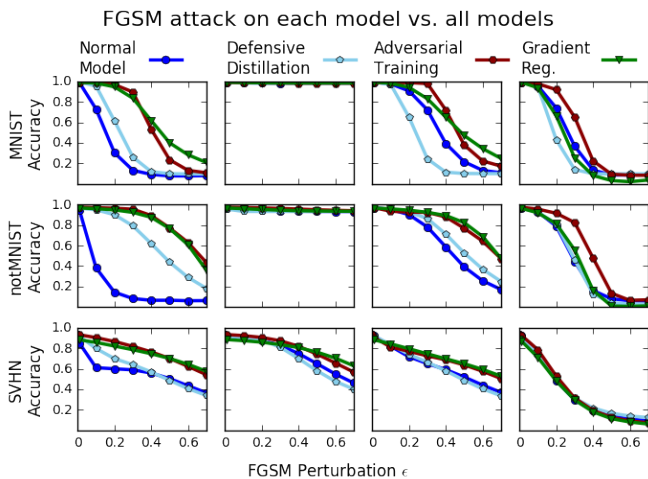 FGSM attack on each model vs. all models
Normal Model
Defensive Distillation
Adversarial Training
Gradient Reg.
MNIST Accuracy
1.0
0.8
0.6
0.4
0.2
notMNIST Accuracy
1.0
0.8
0.6
0.4
0.2
SVHN Accuracy
1.0
0.8
0.6
0.4
0.2
0 0.2 0.4 0.6
0 0.2 0.4 0.6
0 0.2 0.4 0.6
0 0.2 0.4 0.6
FGSM Perturbation ϵ